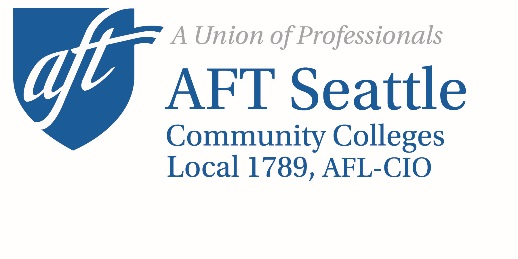 aft
A Union of Professionals
AFT Seattle
Community Colleges
Local 1789, AFL-CIO